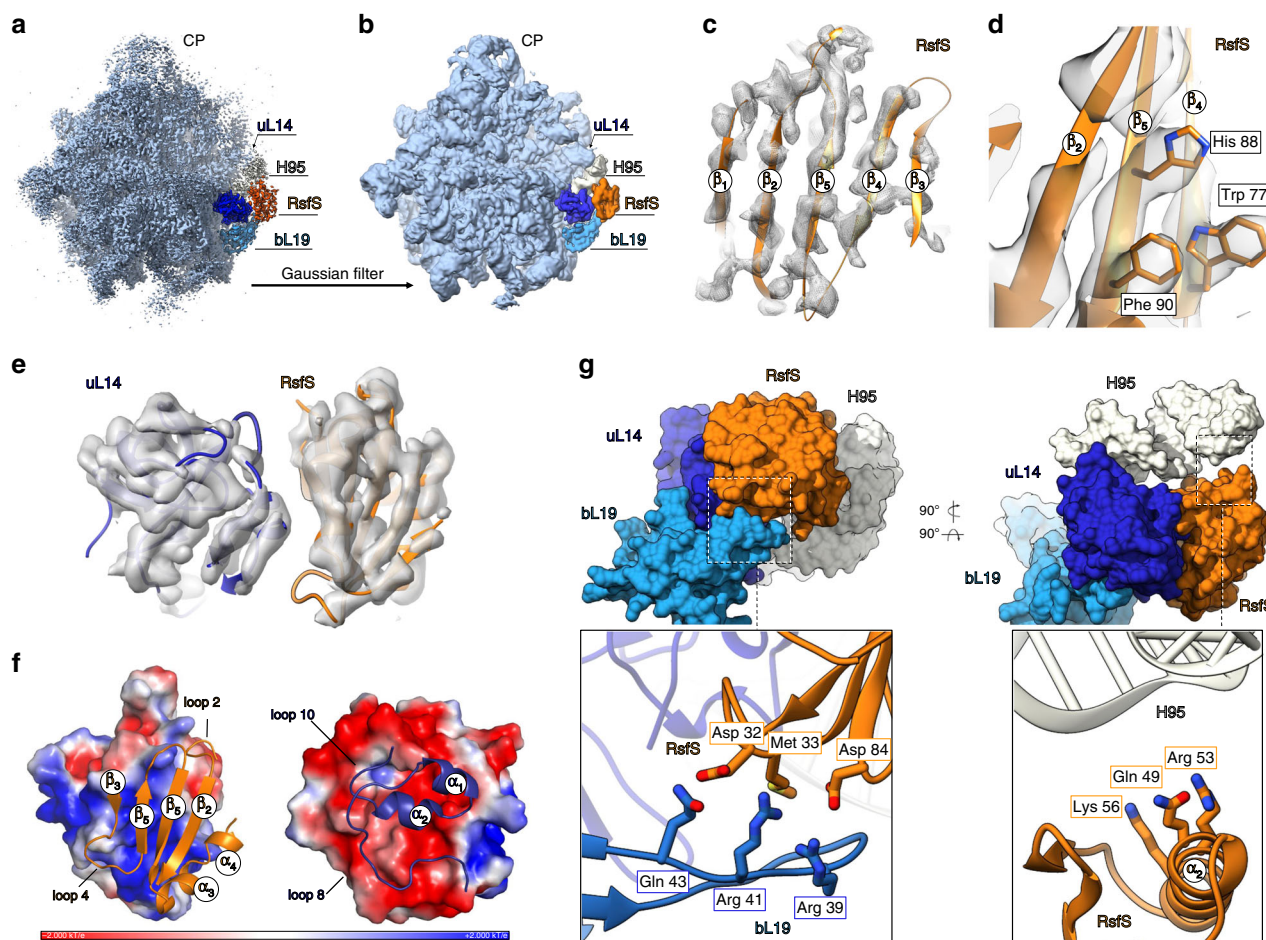 a
CP
uL14
H95
RsfS
bL19
Gaussian filter
b
CP
uL14
H95
RsfS
bL19
c
RsfS
β1
β2
β5
β4
β3
d
RsfS
β4
β5
β2
His 88
Trp 77
Phe 90
e
uL14
RsfS
f
loop 2
β3
β5
β5
β2
α4
α3
loop 4
loop 10
α1
α2
loop 8
−2.000 kT/e
+2.000 kT/e
g
RsfS
H95
uL14
bL19
90°
90°
H95
uL14
bL19
RsfS
Asp 32
RsfS
Met 33
Asp 84
Gln 43
Arg 41
Arg 39
bL19
H95
Arg 53
Gln 49
Lys 56
α2
RsfS